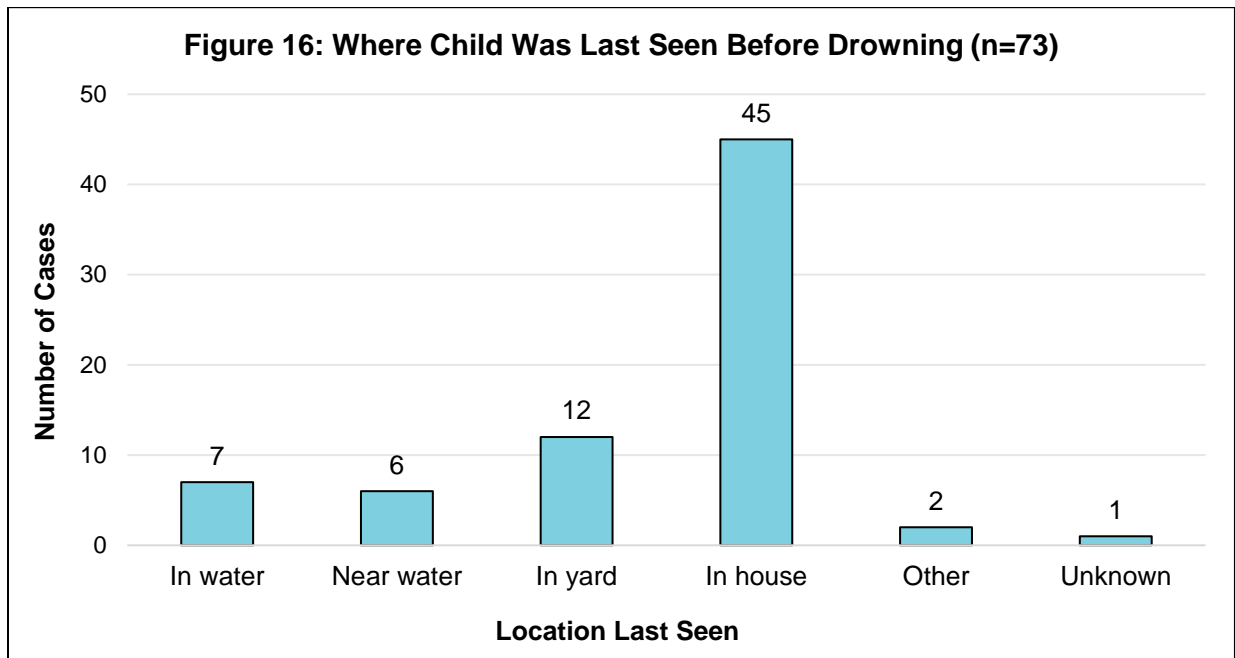 Figure 16: Where Child Was Last Seen Before Drowning (n=73)
50
40
30
20
10
0
Number of Cases
7
6
12
45
2
1
In water
Near water
In yard
In house
Other
Unknown
Location Last Seen